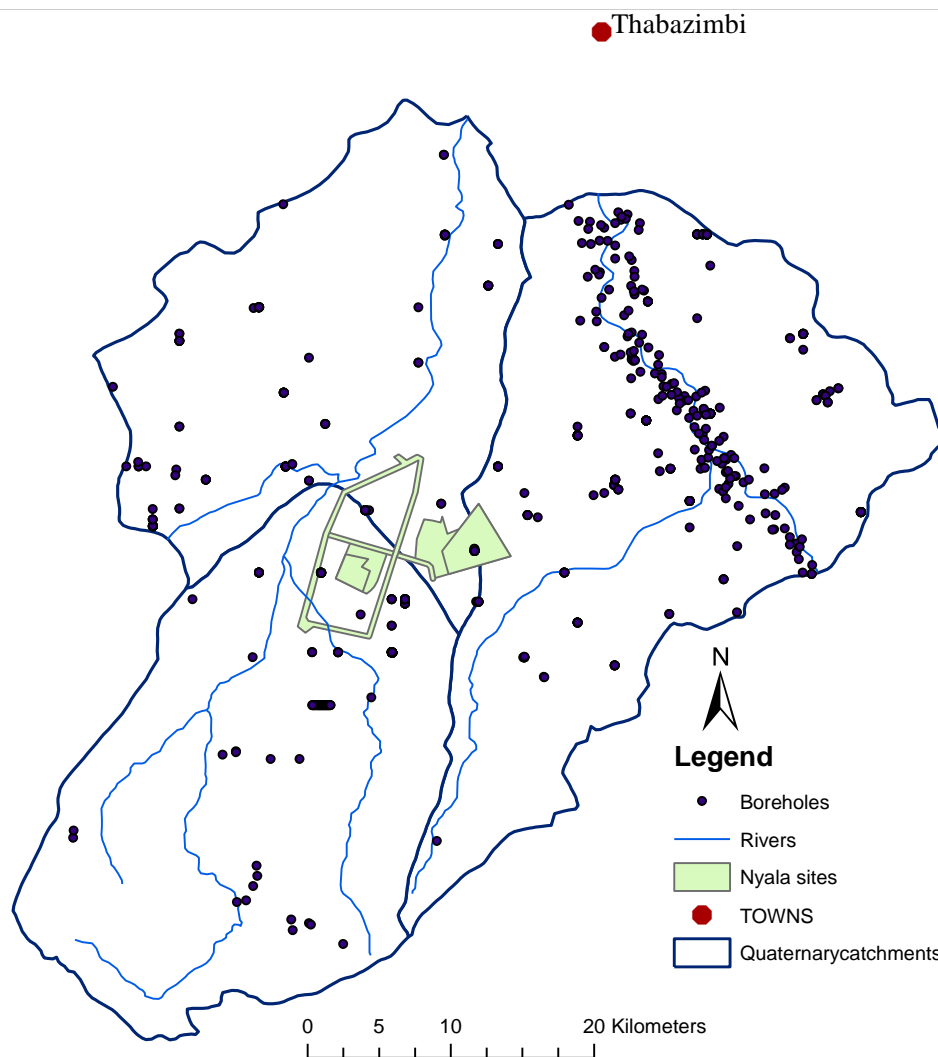 Thabazimbi
N
Legend
Boreholes
Rivers
Nyala sites
TOWNS
Quaternarycatchments
0 5 10 20 Kilometers